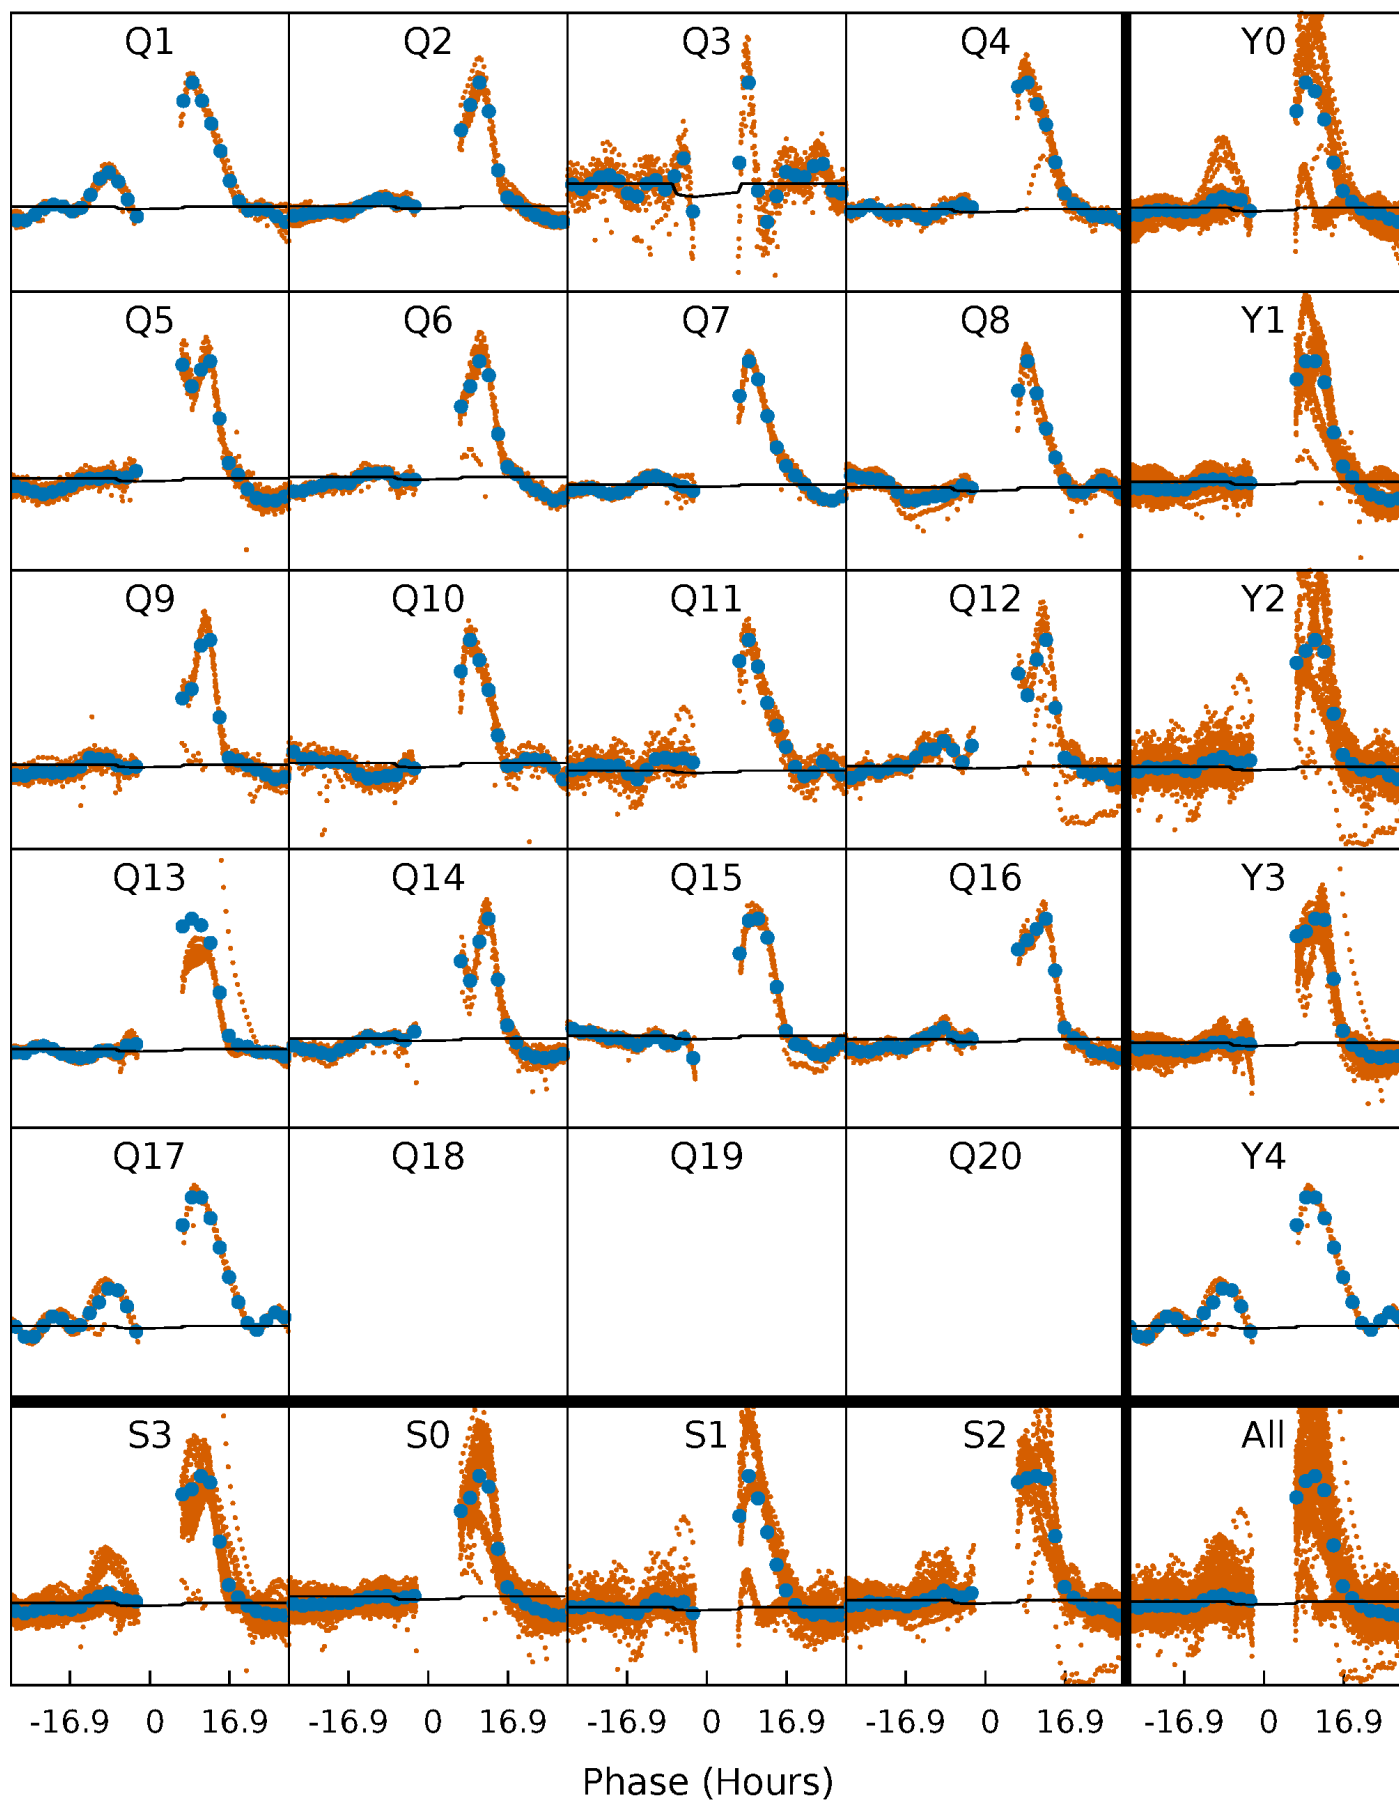 Q1 Q2 Q3 Q4 Y0
Q5 Q6 Q7 Q8 Y1
Q9 Q10 Q11 Q12 Y2
Q13 Q14 Q15 Q16 Y3
Q17 Q18 Q19 Q20 Y4
S3 S0 S1 S2 All
-16.9 0 16.9 -16.9 0 16.9 -16.9 0 16.9 -16.9 0 16.9 -16.9 0 16.9
Phase (Hours)